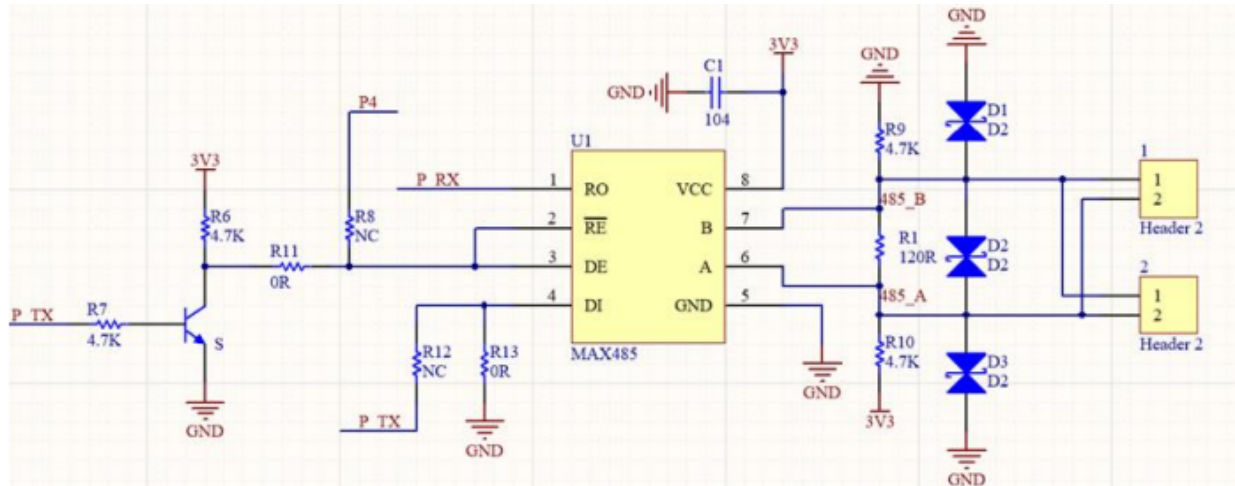 GND
GND
3V3
C1
GND
104
P4
D1
D2
R9
4.7K
U1
1
3V3
P_RX
1
RO
VCC
8
1
2
485_B
R6
4.7K
R8
NC
2
RE
B
7
Header 2
R11
0R
3
DE
A
6
R1
120R
D2
D2
2
P_TX
R7
4.7K
S
4
DI
GND
5
485_A
1
2
MAX485
R10
4.7K
Header 2
R12
NC
R13
0R
GND
D3
D2
GND
P_TX
GND
3V3
GND